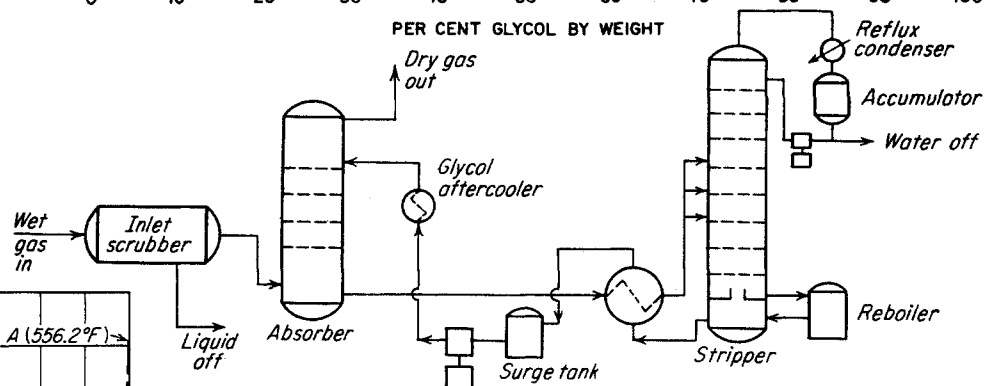 PER CENT GLYCOL BY WEIGHT
Dry gas
out
Reflux
condenser
Accumulator
Water off
Glycol
aftercooler
Wet
gas
in
Inlet
scrubber
Liquid
off
Absorber
Surge tank
Stripper
Reboiler
A (556.2°F)